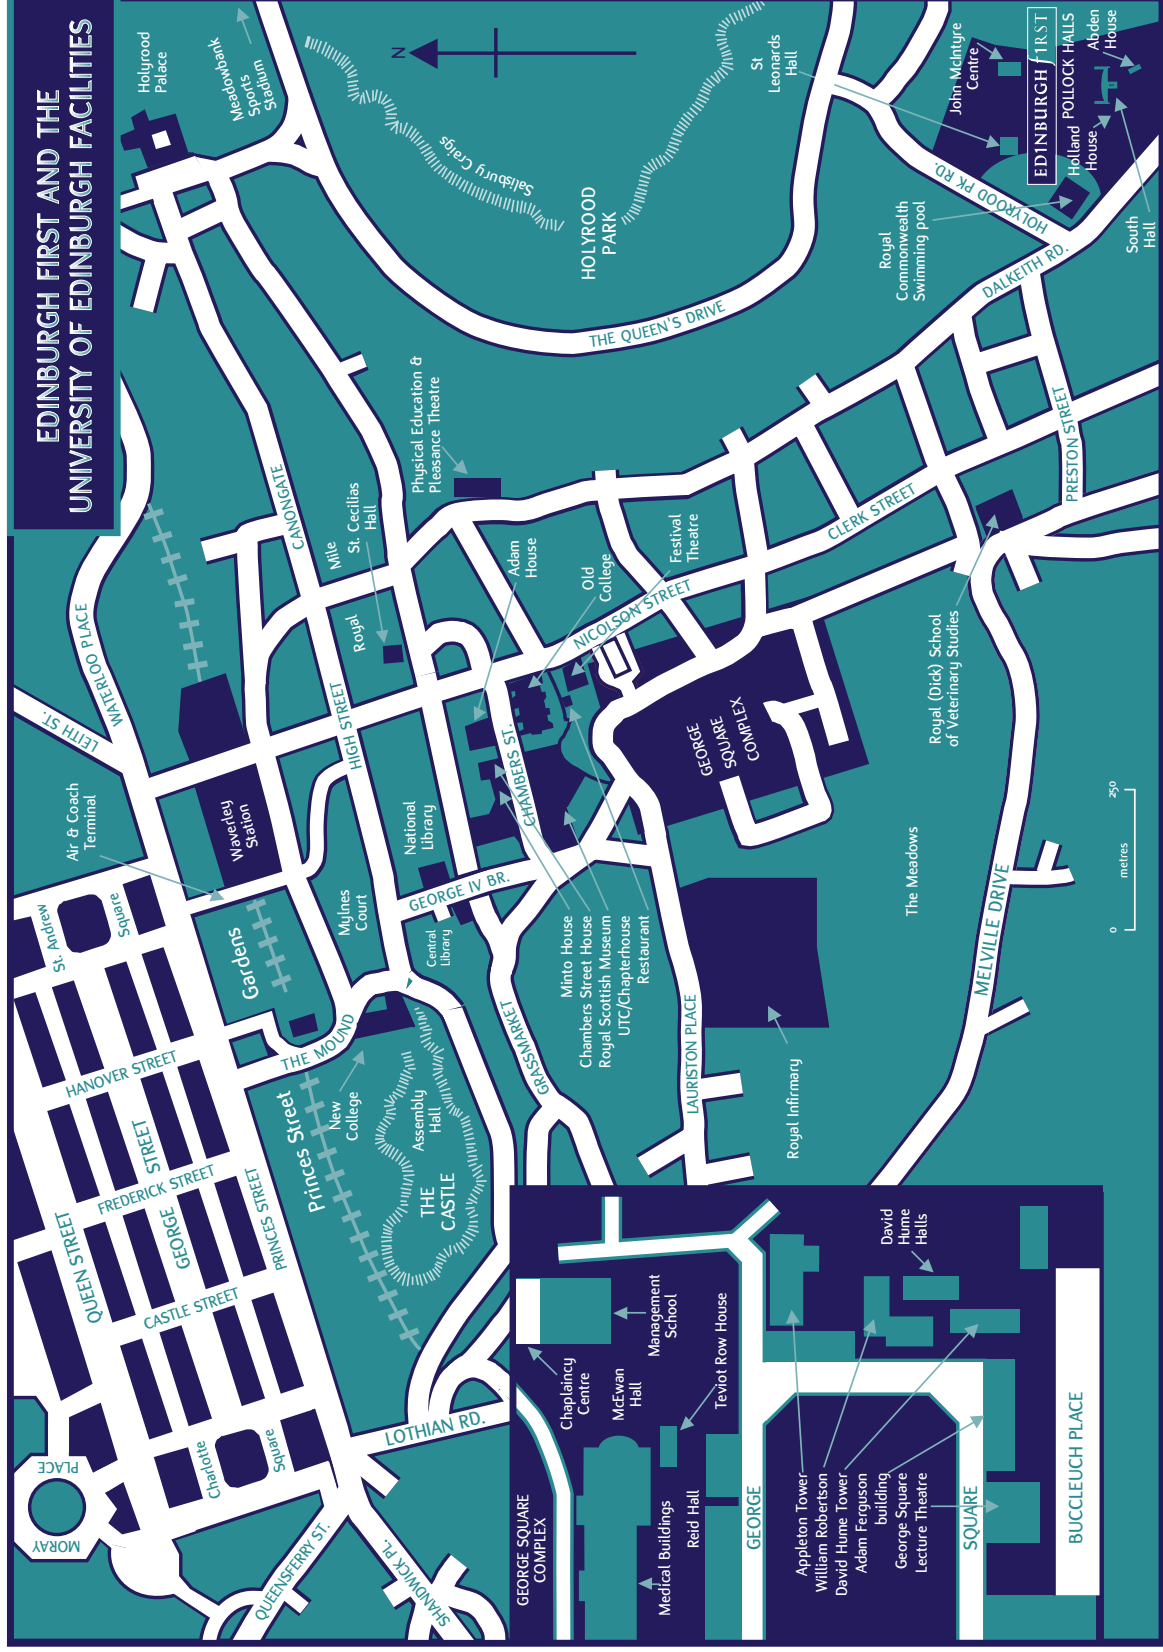 EDINBURGH FIRST AND THE
UNIVERSITY OF EDINBURGH FACILITIES
MORAY
PLACE
QUEENSFERRY ST.
SHANDWICK PL.
Charlotte
Square
LOTHIAN RD.
QUEEN STREET
CASTLE STREET
GEORGE
STREET
FREDERICK STREET
PRINCES STREET
HANOVER STREET
St. Andrew
Square
Princes Street
Gardens
THE MOUND
New
College
Assembly
Hall
THE
CASTLE
Mylnes
Court
Air & Coach
Terminal
Waverley
Station
LEITH ST.
WATERLOO PLACE
HIGH STREET
Royal
Mile
CANONGATE
St. Cecilias
Hall
Holyrood
Palace
Meadowbank
Sports
Stadium
Salisbury Craigs
HOLYROOD
PARK
N
THE QUEEN'S DRIVE
Physical Education &
Pleasance Theatre
National
Library
GEORGE IV BR.
Central
Library
CHAMBERS ST.
Adam
House
Old
College
Festival
Theatre
NICOLSON STREET
CLERK STREET
GRASSMARKET
Minto House
Chambers Street House
Royal Scottish Museum
UTC/Chapterhouse
Restaurant
LAURISTON PLACE
Royal Infirmary
GEORGE
SQUARE
COMPLEX
The Meadows
MELVILLE DRIVE
Royal (Dick) School
of Veterinary Studies
PRESTON STREET
DALKEITH RD.
HOLYROOD PK RD.
Royal
Commonwealth
Swimming pool
St
Leonards
Hall
John McIntyre
Centre
EDINBURGH FIRST
POLLOCK HALLS
Holland
House
Abden
House
South
Hall
0
250
metres
GEORGE SQUARE
COMPLEX
Chaplaincy
Centre
McEwan
Hall
Management
School
Teviot Row House
Medical Buildings
Reid Hall
GEORGE
SQUARE
David
Hume
Halls
Appleton Tower
William Robertson
David Hume Tower
Adam Ferguson
building
George Square
Lecture Theatre
BUCCLEUCH PLACE